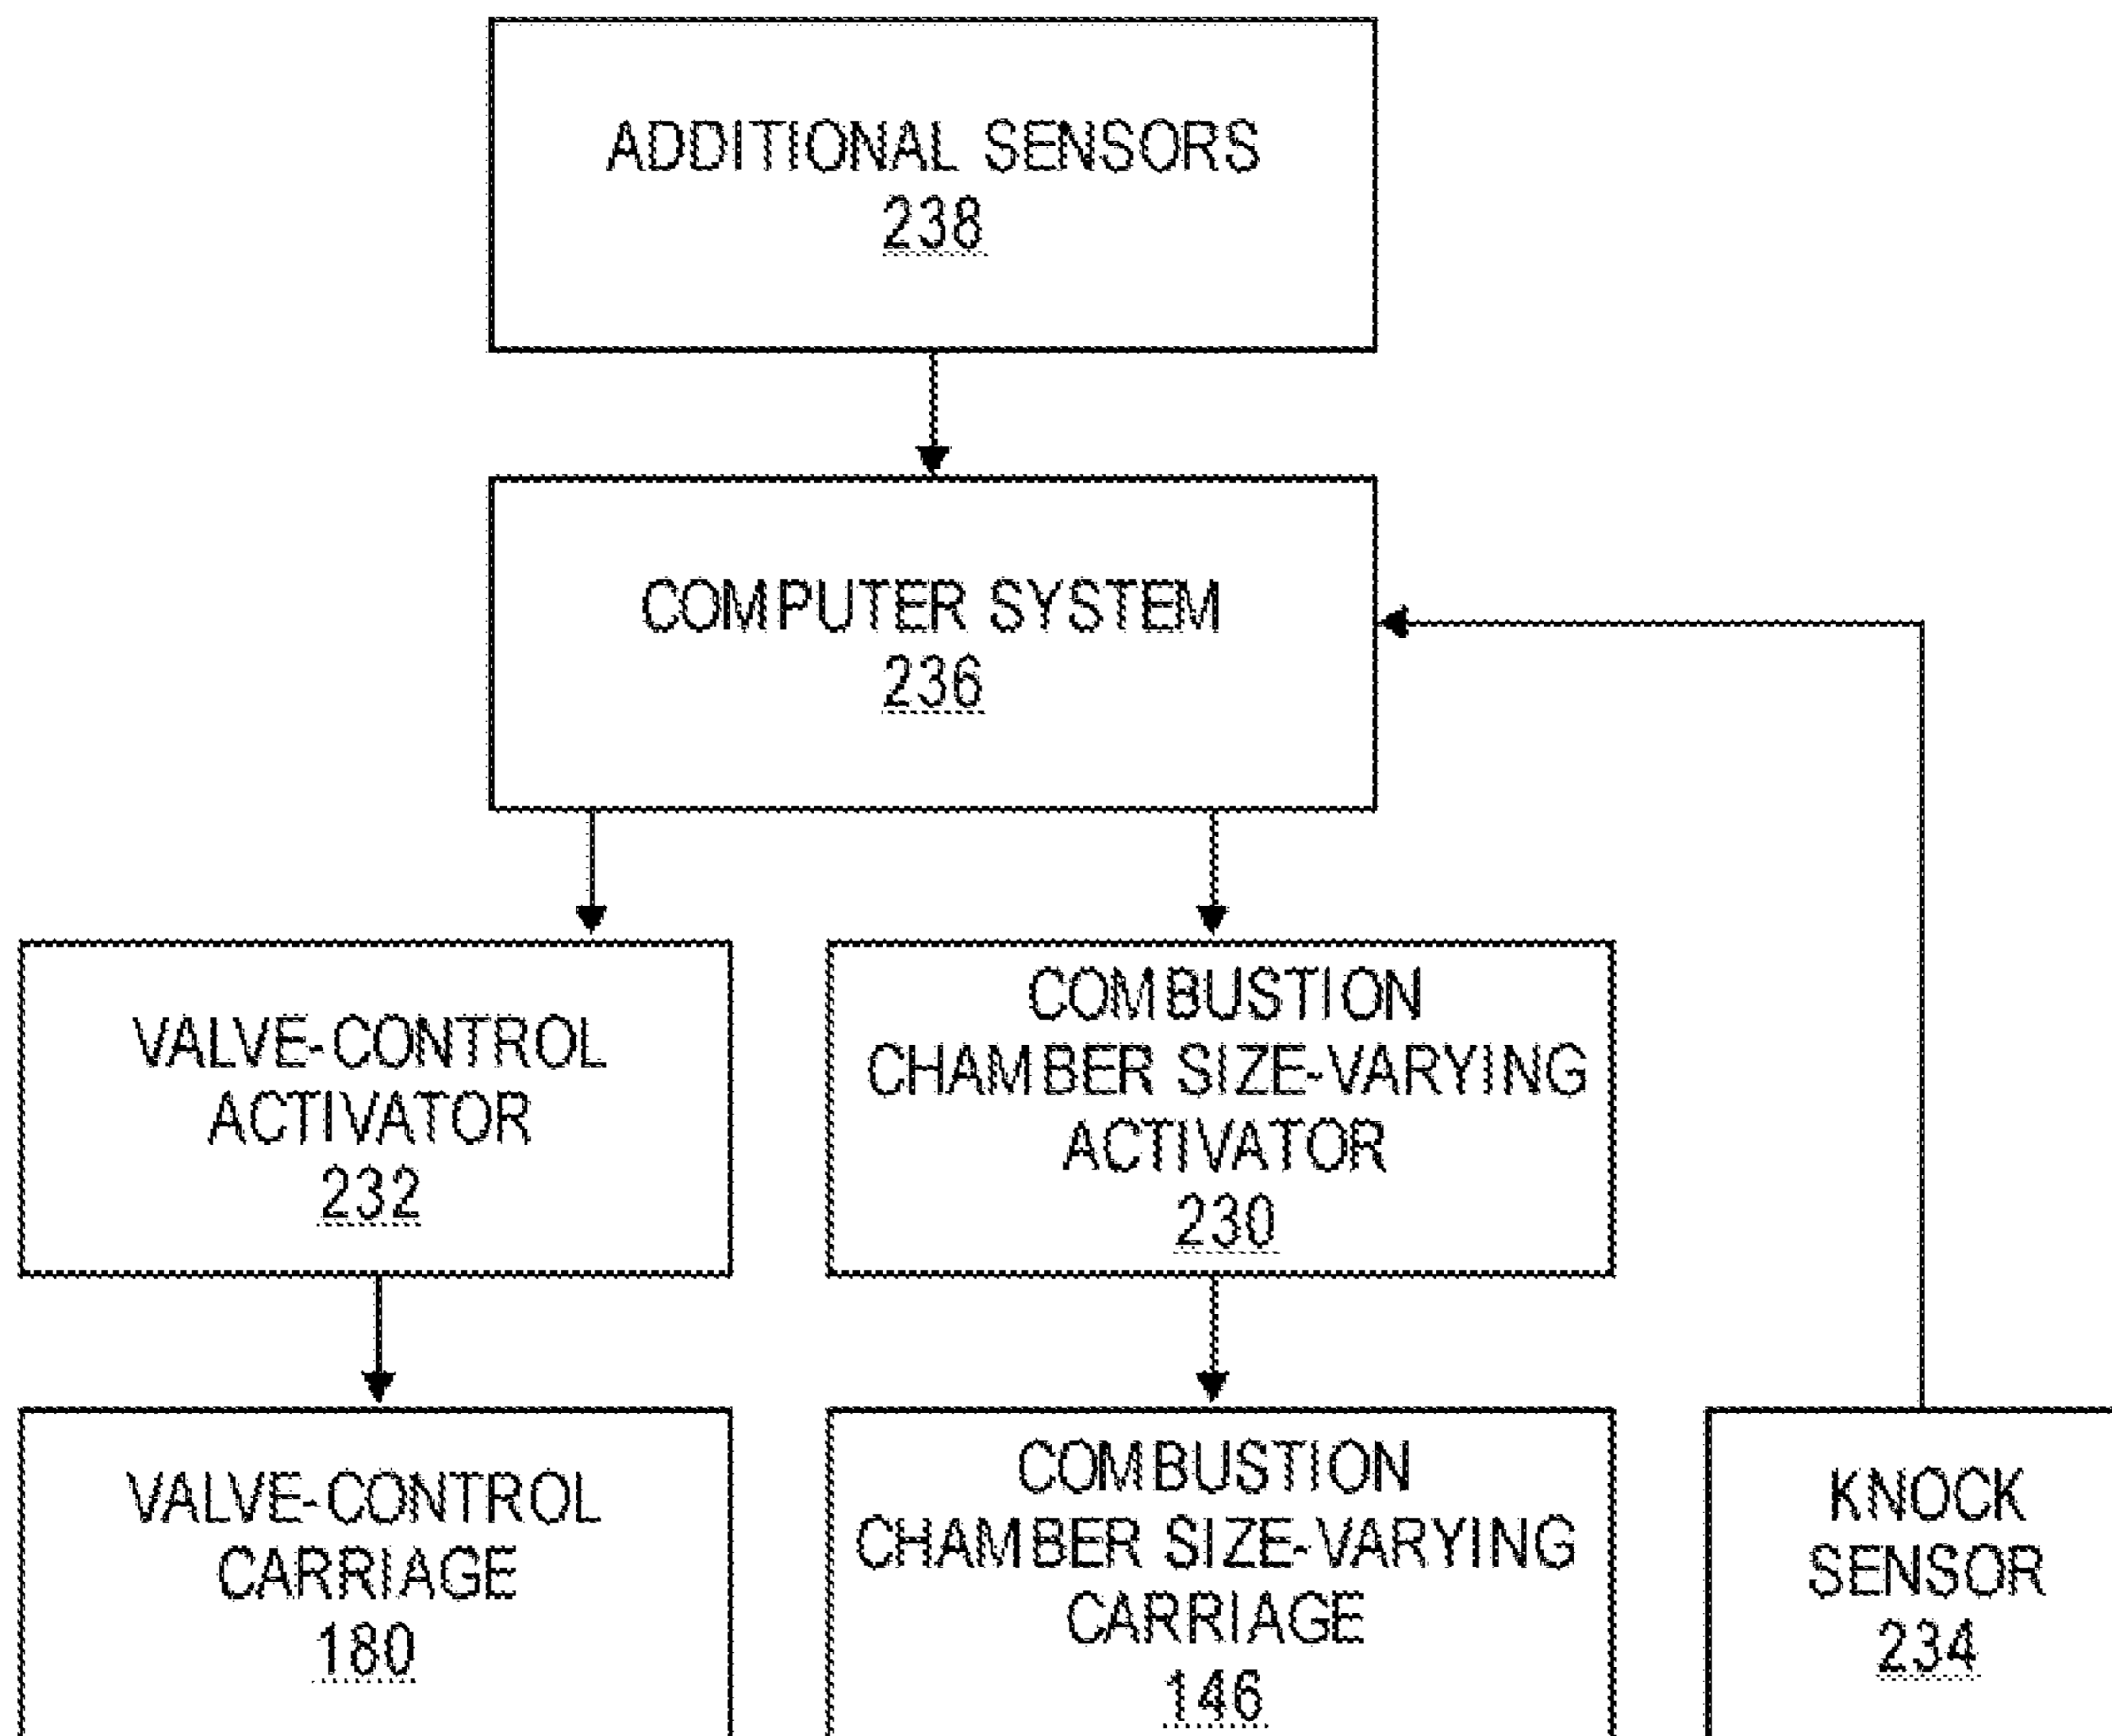 ADDITIONAL SENSORS
238
COMPUTER SYSTEM
236
VALVE-CONTROL
ACTIVATOR
232
COMBUSTION
CHAMBER SIZE-VARYING
ACTIVATOR
230
VALVE-CONTROL
CARRIAGE
180
COMBUSTION
CHAMBER SIZE-VARYING
CARRIAGE
146
KNOCK
SENSOR
234